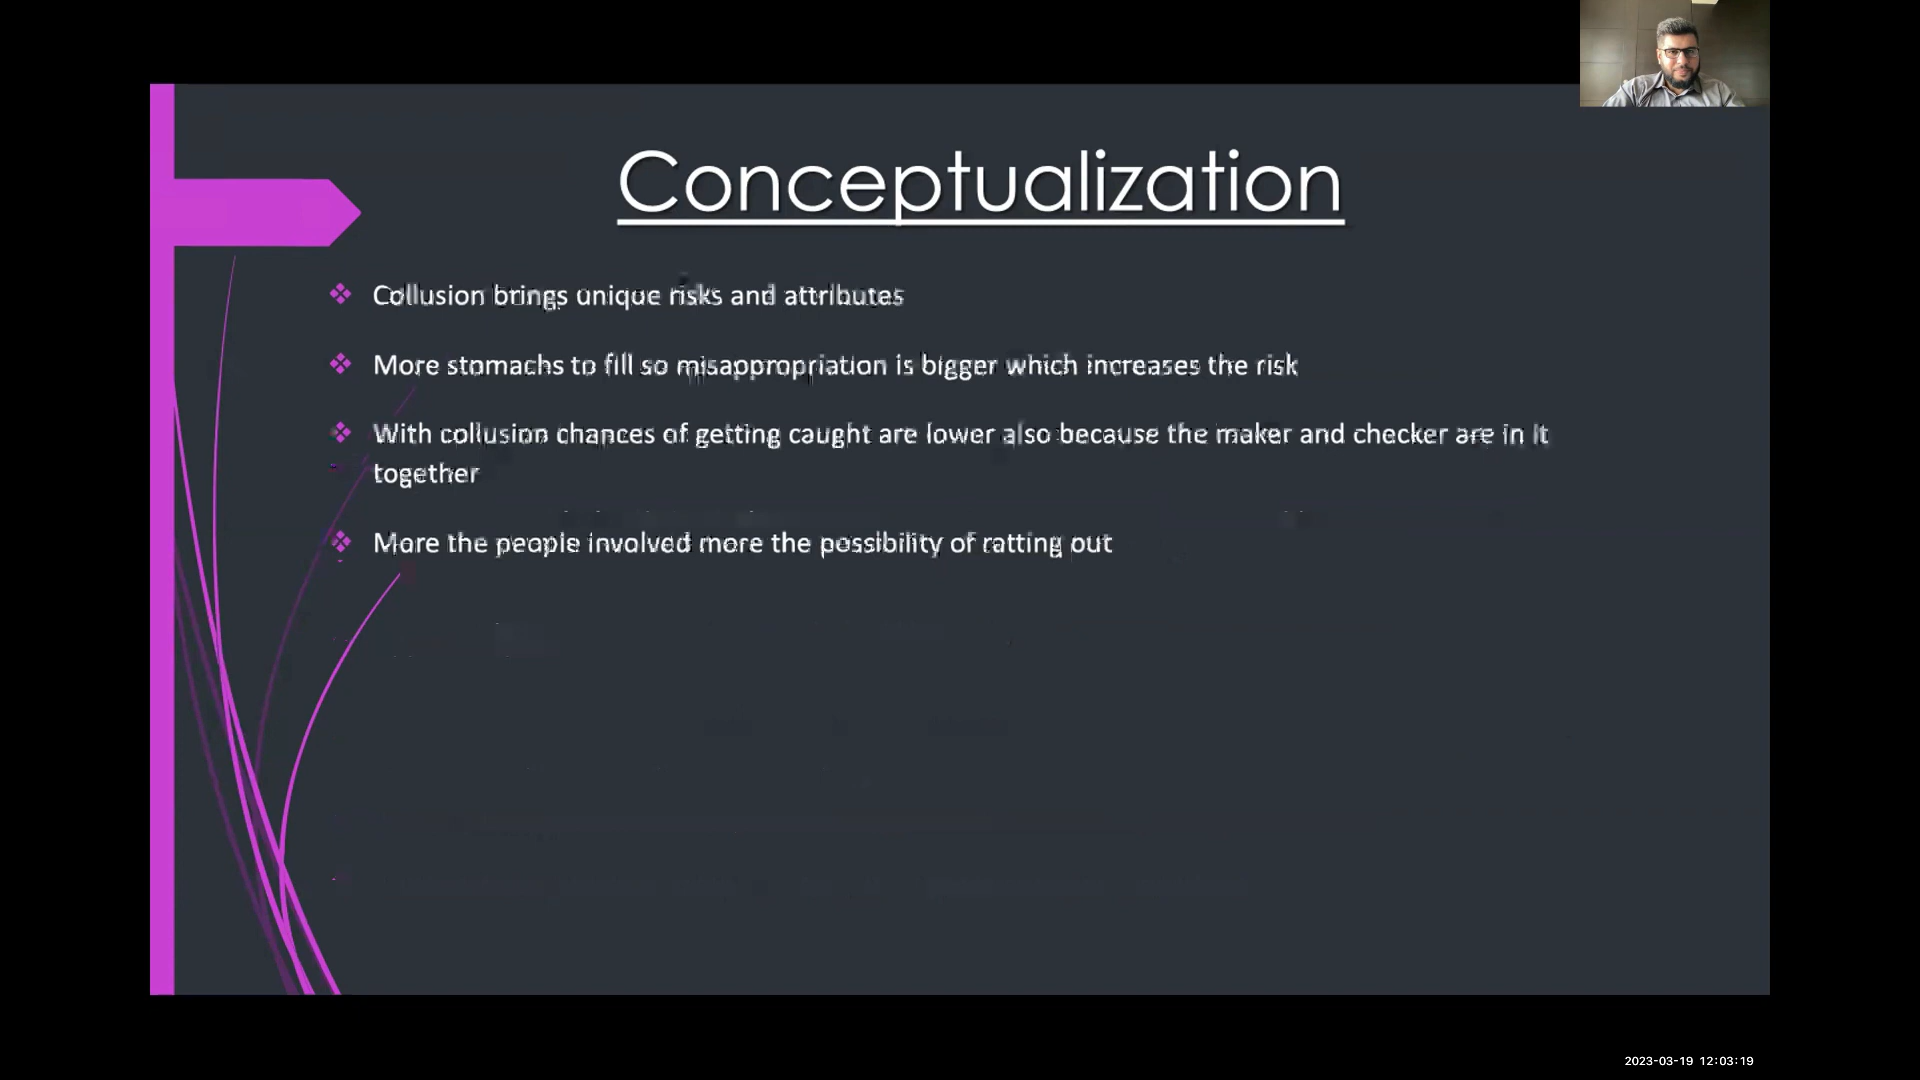 Conceptualization
Collusion brings unique risks and attributes
More stomachs to fill so misappropriation is bigger which increases the risk
With collusion chances of getting caught are lower also because the maker and checker are in it
together
More the people involved more the possibility of ratting out
2023-03-19 12:03:19